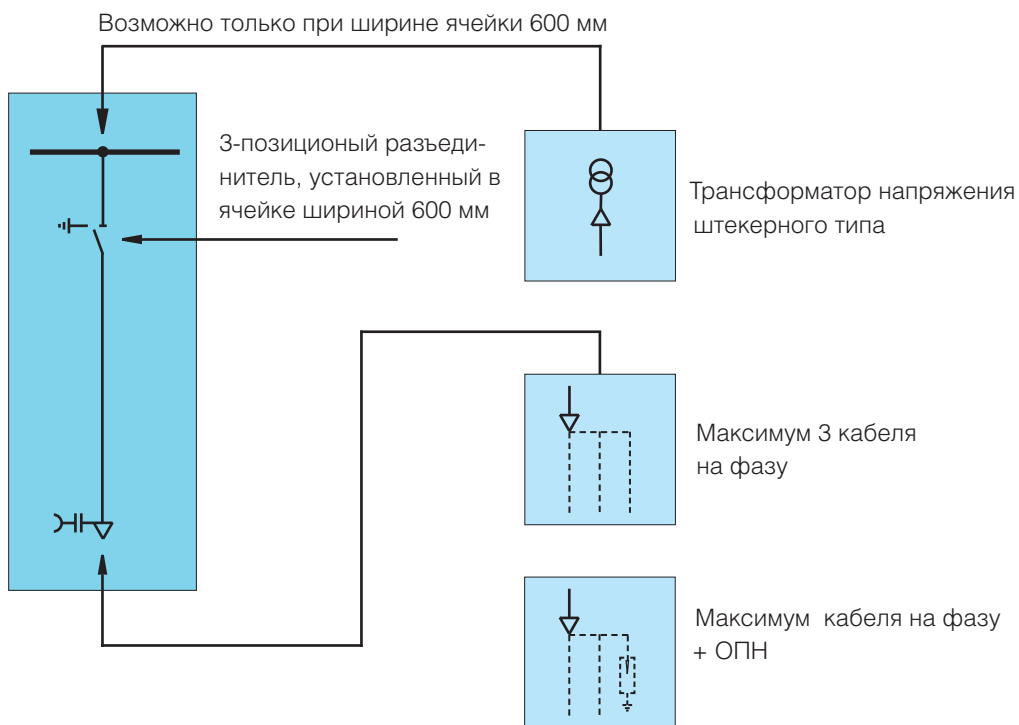 Возможно только при ширине ячейки 600 мм
3-позиционый разъеди-
нитель, установленный в
ячейке шириной 600 мм
Трансформатор напряжения
штекерного типа
Максимум 3 кабеля
на фазу
Максимум  кабеля на фазу
+ ОПН